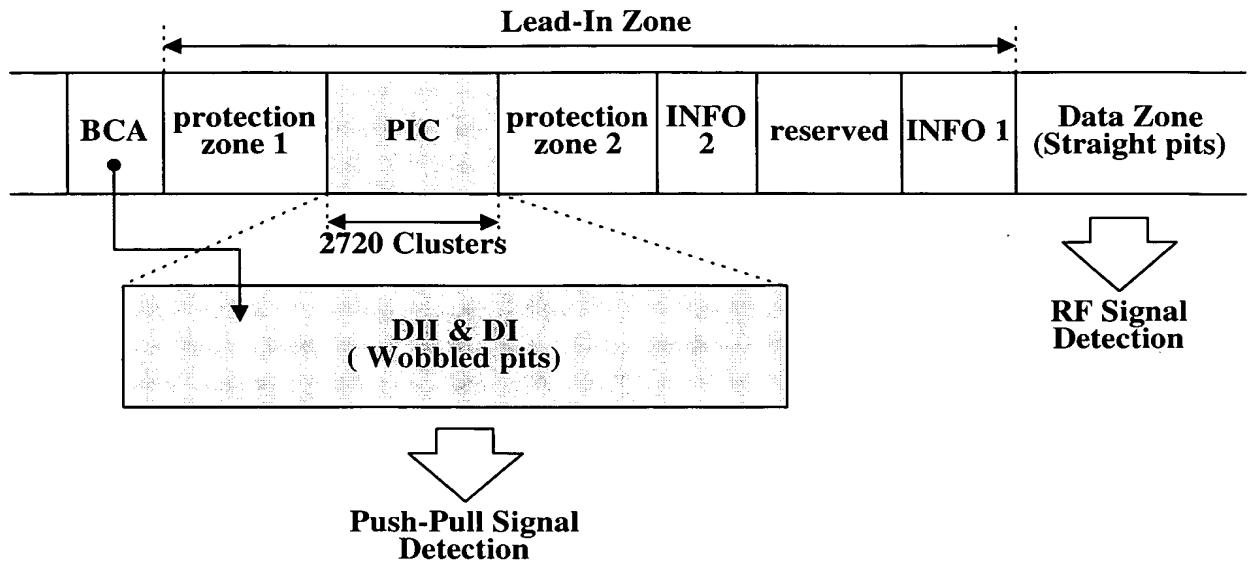 Lead-In Zone
BCA
protection
zone 1
PIC
protection
zone 2
INFO
2
reserved
INFO 1
Data Zone
(Straight pits)
2720 Clusters
DII & DI
( Wobbled pits)
RF Signal
Detection
Push-Pull Signal
Detection